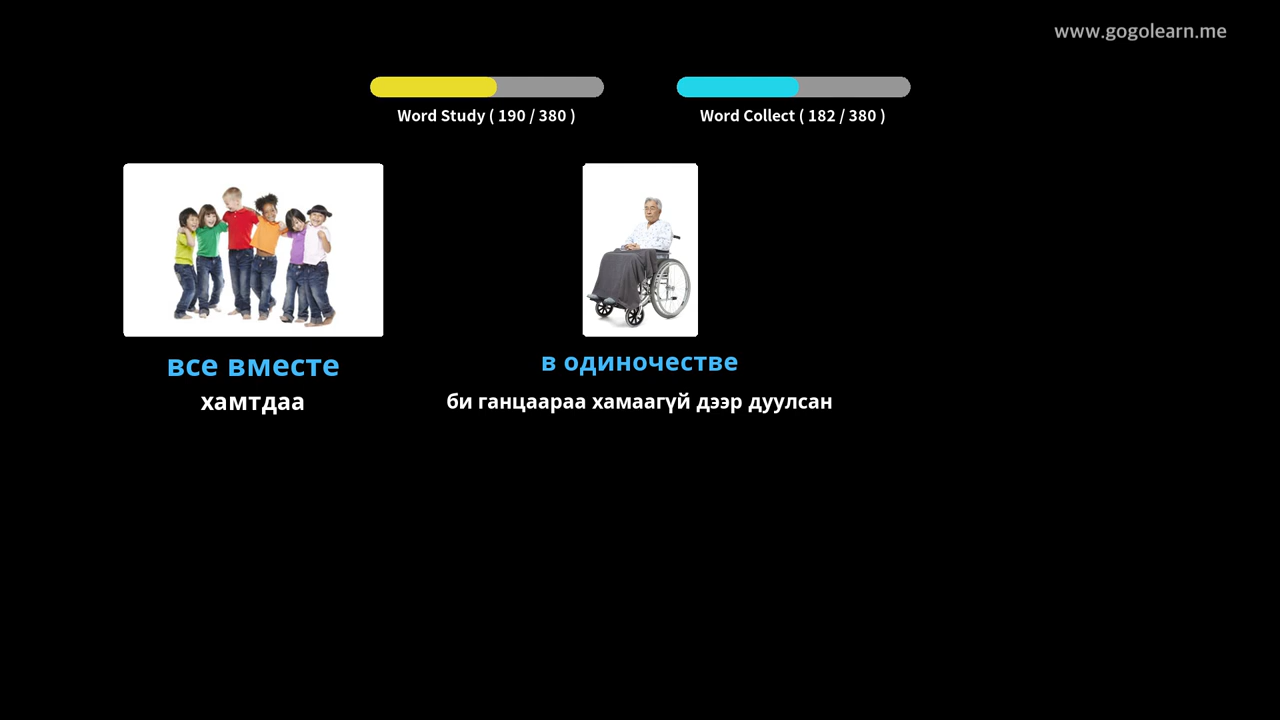 www.gogolearn.me
Word Study ( 190 / 380 )
Word Collect ( 182 / 380 )
все вместе
хамтдаа
в одиночестве
би ганцаараа хамаагүй дээр дуулсан